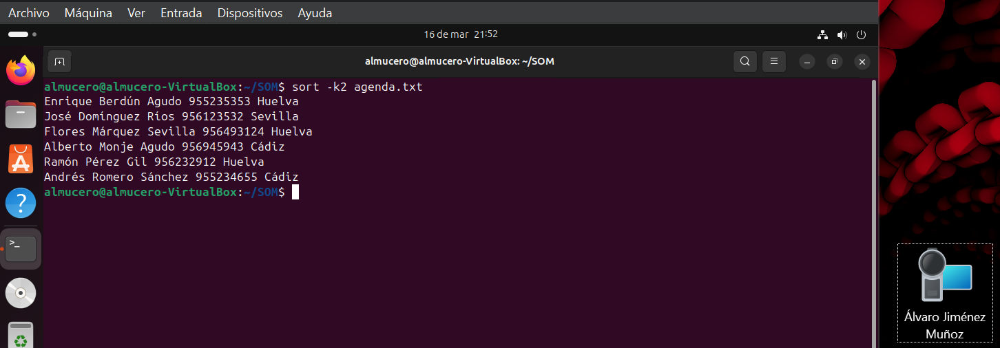 Archivo Máquina Ver Entrada Dispositivos Ayuda
16 de mar 21:52
almucero@almucero-VirtualBox: ~/SOM
almucero@almucero-VirtualBox:~/SOM$ sort -k2 agenda.txt
Enrique Berdún Agudo 955235353 Huelva
José Domínguez Ríos 956123532 Sevilla
Flores Márquez Sevilla 956493124 Huelva
Alberto Monje Agudo 956945943 Cádiz
Ramón Pérez Gil 956232912 Huelva
Andrés Romero Sánchez 955234655 Cádiz
almucero@almucero-VirtualBox:~/SOM$
Álvaro Jiménez
Muñoz